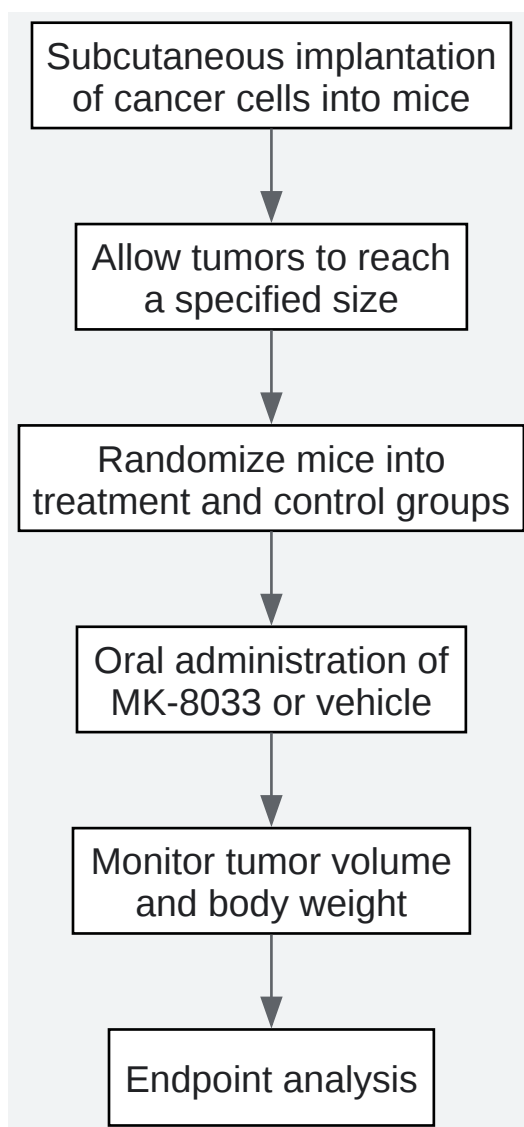 Subcutaneous implantation
of cancer cells into mice
Allow tumors to reach
a specified size
Randomize mice into
treatment and control groups
Oral administration of
MK-8033 or vehicle
Monitor tumor volume
and body weight
Endpoint analysis